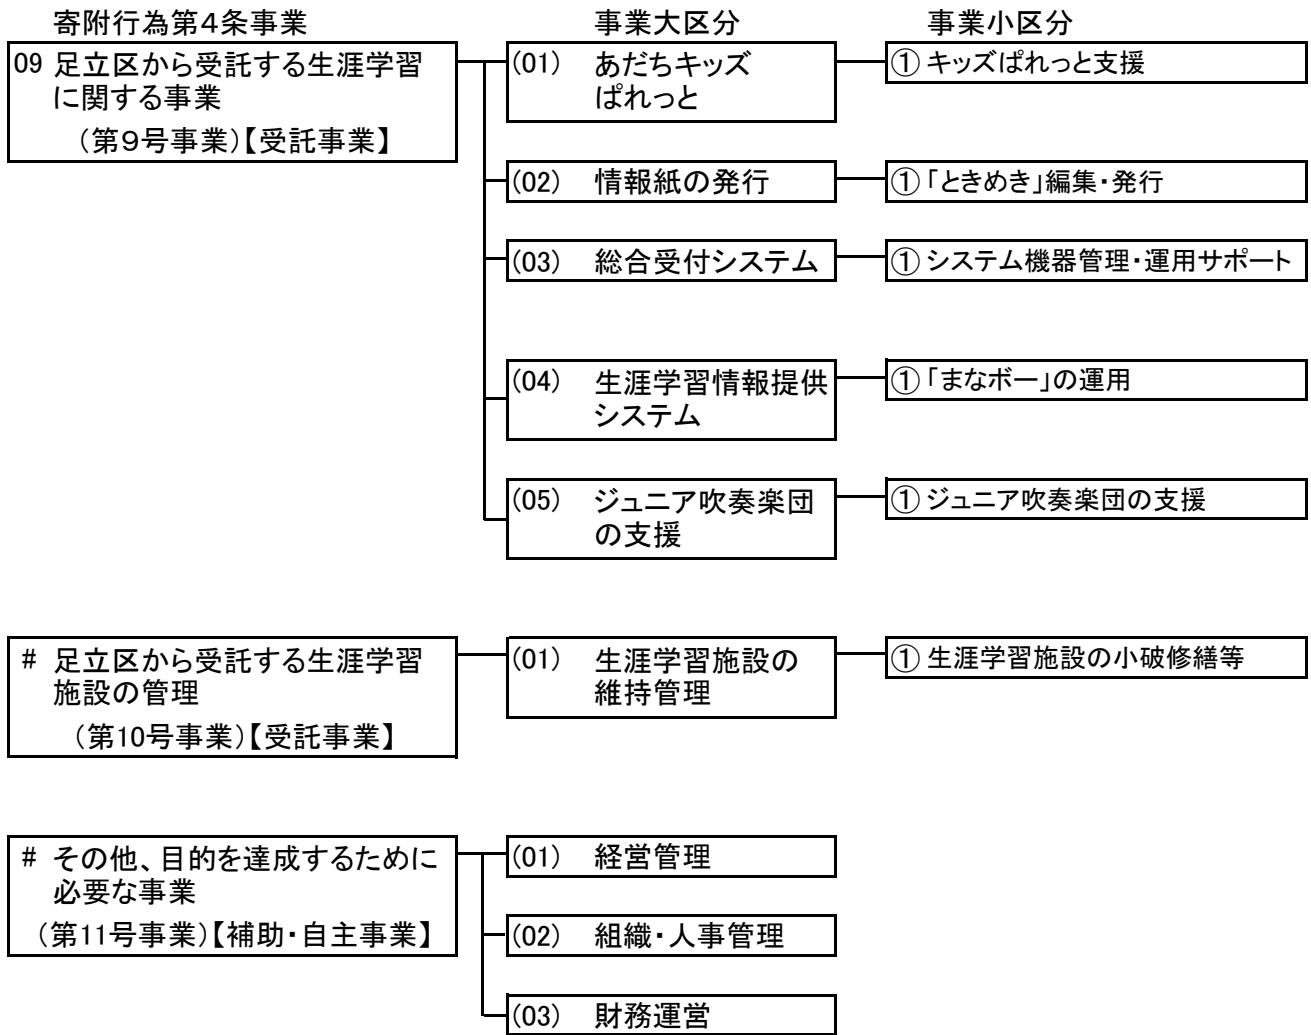 寄附行為第4条事業 事業大区分 事業小区分
09 足立区から受託する生涯学習
に関する事業
(第9号事業)【受託事業】
(01) あだちキッズ
ぱれっと
① キッズぱれっと支援
(02) 情報紙の発行
① 「ときめき」編集・発行
(03) 総合受付システム
① システム機器管理・運用サポート
(04) 生涯学習情報提供
システム
① 「まなボー」の運用
(05) ジュニア吹奏楽団
の支援
① ジュニア吹奏楽団の支援
# 足立区から受託する生涯学習
施設の管理
(第10号事業)【受託事業】
(01) 生涯学習施設の
維持管理
① 生涯学習施設の小破修繕等
# その他、目的を達成するために
必要な事業
(第11号事業)【補助・自主事業】
(01) 経営管理
(02) 組織・人事管理
(03) 財務運営